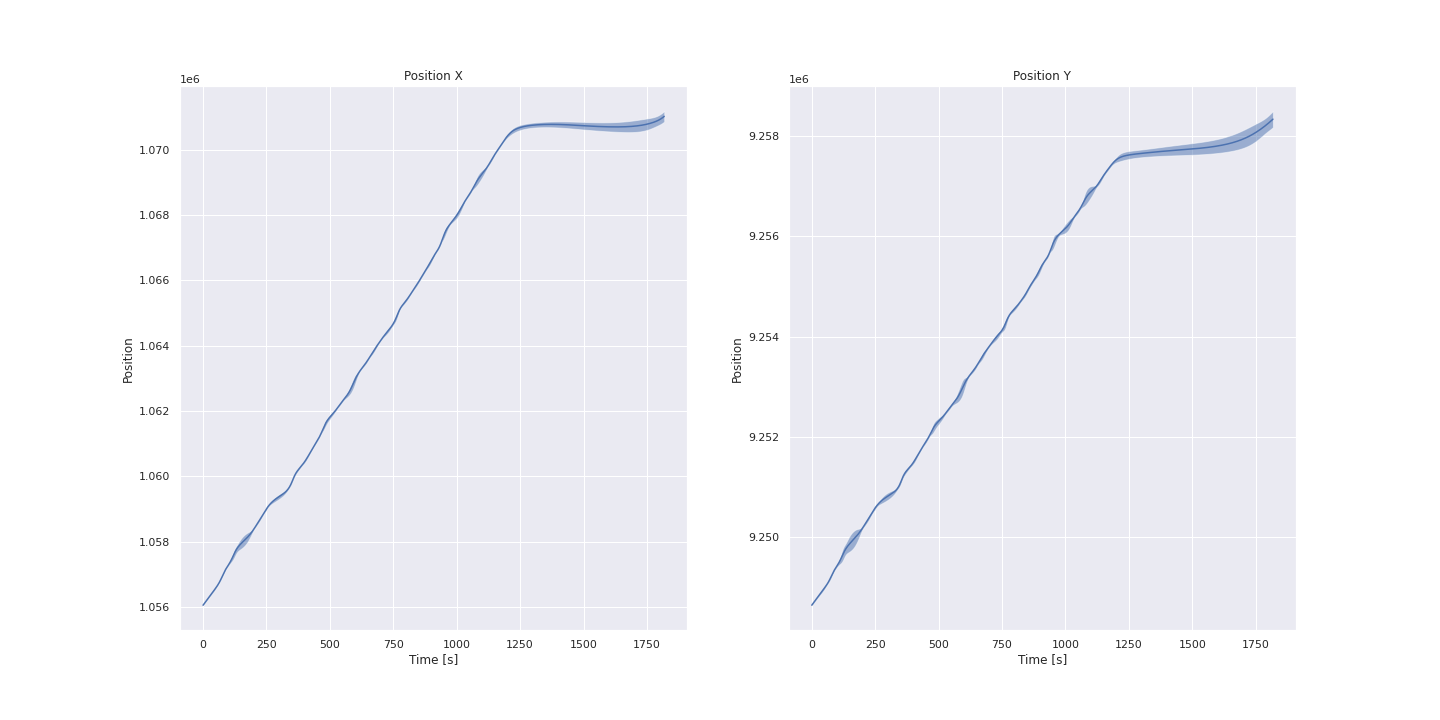 Position X
1e6
Position
1.070
1.068
1.066
1.064
1.062
1.060
1.058
1.056
0 250 500 750 1000 1250 1500 1750
Time [s]
Position Y
1e6
Position
9.258
9.256
9.254
9.252
9.250
0 250 500 750 1000 1250 1500 1750
Time [s]